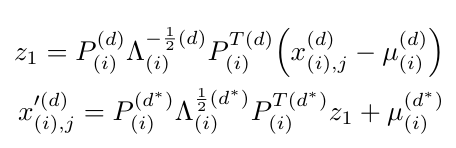 $z_1 = P_{(i)}^{(d)} \Lambda_{(i)}^{-\frac{1}{2}(d)} P_{(i)}^{T(d)} \left( x_{(i),j}^{(d)} - \mu_{(i)}^{(d)} \right)$
$x_{(i),j}^{\prime(d)} = P_{(i)}^{(d^*)} \Lambda_{(i)}^{\frac{1}{2}(d^*)} P_{(i)}^{T(d^*)} z_1 + \mu_{(i)}^{(d^*)}$